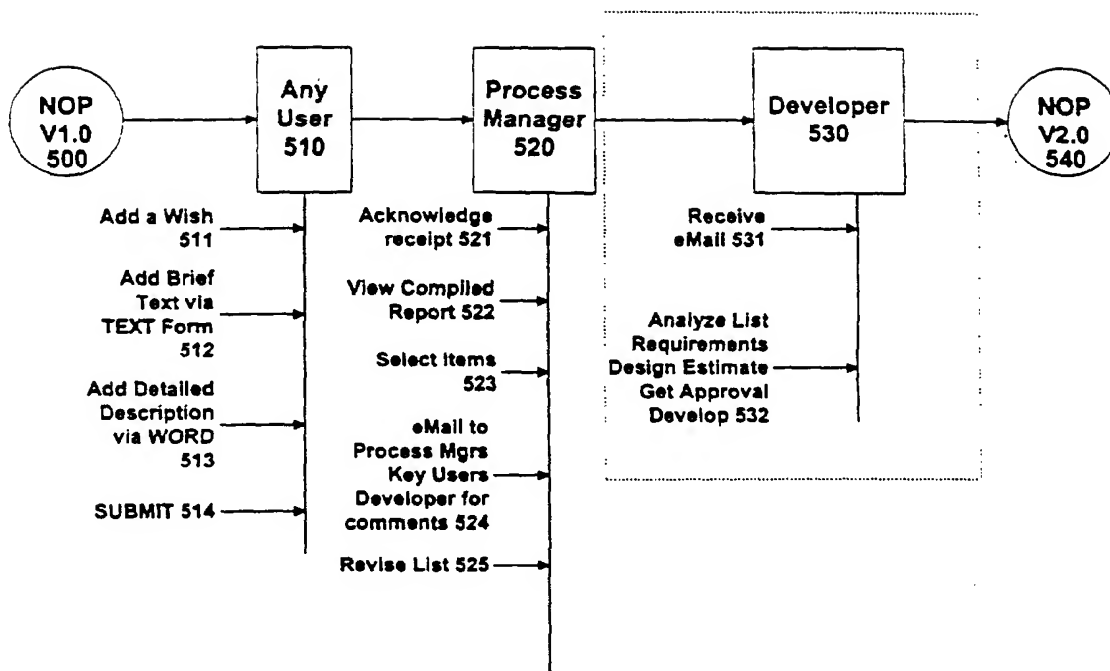 NOP
V1.0
500
Any
User
510
Process
Manager
520
Developer
530
NOP
V2.0
540
Add a Wish
511
Add Brief
Text via
TEXT Form
512
Add Detailed
Description
via WORD
513
SUBMIT 514
Acknowledge
receipt 521
View Compiled
Report 522
Select Items
523
eMail to
Process Mgrs
Key Users
Developer for
comments 524
Revise List 525
Receive
eMail 531
Analyze List
Requirements
Design Estimate
Get Approval
Develop 532